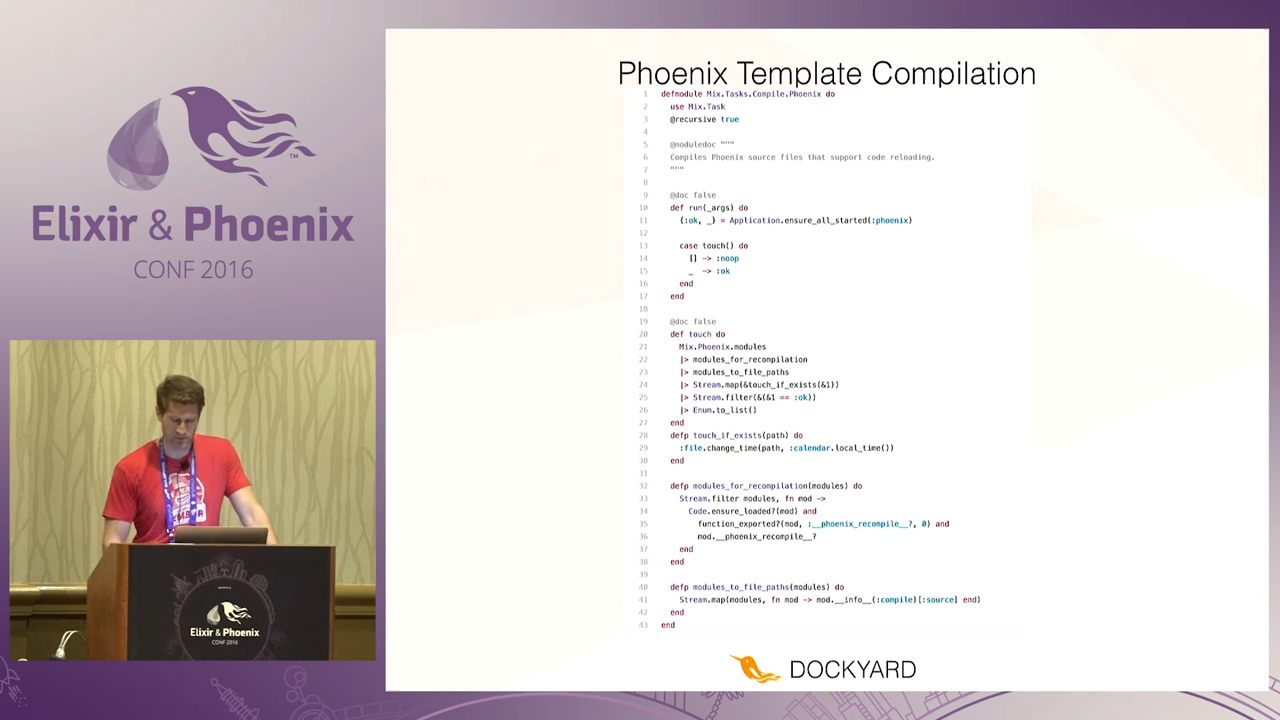 TM
Elixir & Phoenix
CONF 2016
Phoenix Template Compilation
1 defmodule Mix.Tasks.Compile.Phoenix do
2 use Mix.Task
3 @recursive true
4
5 @moduledoc """
6 Compiles Phoenix source files that support code reloading.
7 """
8
9 @doc false
10 def run(_args) do
11 {:ok, _} = Application.ensure_all_started(:phoenix)
12
13 case touch() do
14 [] -> :noop
15 _ -> :ok
16 end
17 end
18
19 @doc false
20 def touch do
21 Mix.Phoenix.modules
22 |> modules_for_recompilation
23 |> modules_to_file_paths
24 |> Stream.map(&touch_if_exists(&1))
25 |> Stream.filter(&(&1 == :ok))
26 |> Enum.to_list()
27 end
28 defp touch_if_exists(path) do
29 :file.change_time(path, :calendar.local_time())
30 end
31
32 defp modules_for_recompilation(modules) do
33 Stream.filter modules, fn mod ->
34 Code.ensure_loaded?(mod) and
35 function_exported?(mod, :__phoenix_recompile__?, 0) and
36 mod.__phoenix_recompile__?
37 end
38 end
39
40 defp modules_to_file_paths(modules) do
41 Stream.map(modules, fn mod -> mod.__info__(:compile)[:source] end)
42 end
43 end
DOCKYARD
Elixir & Phoenix
CONF 2016